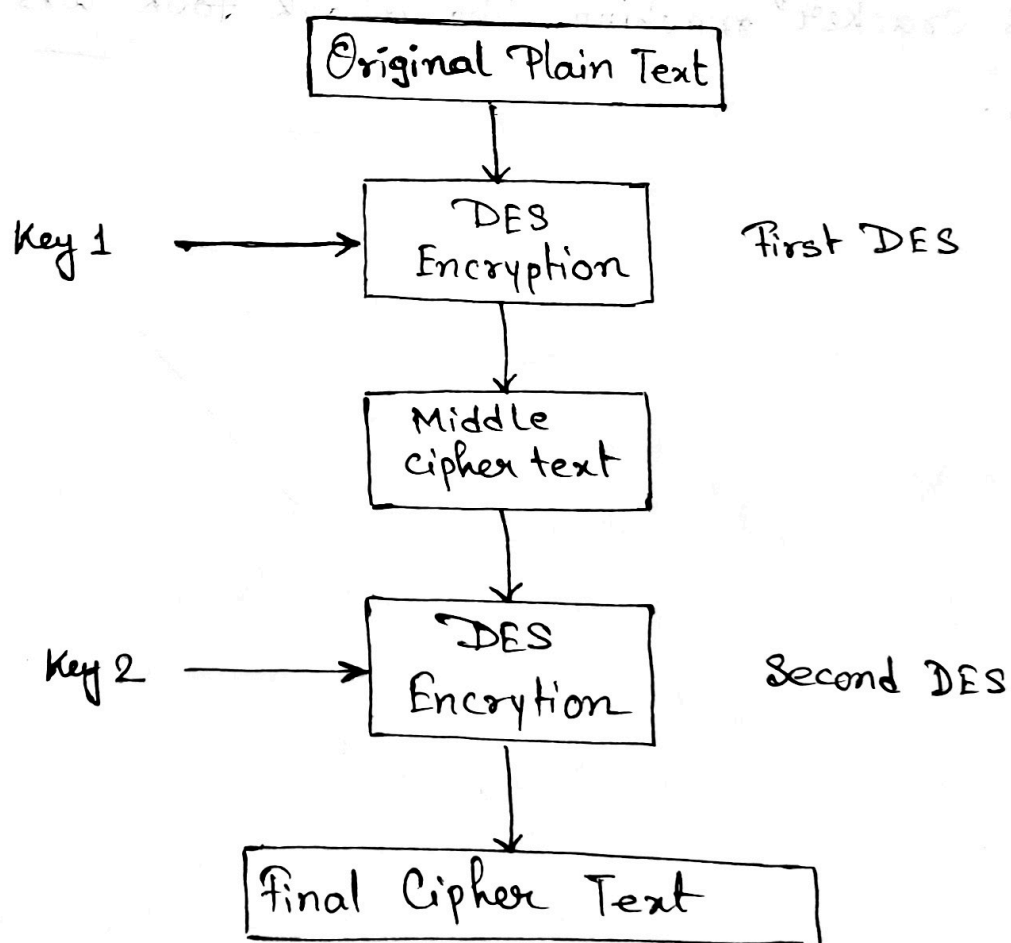 Original Plain Text
Key 1
DES
Encryption
First DES
Middle
Cipher text
Key 2
DES
Encrytion
Second DES
Final Cipher Text